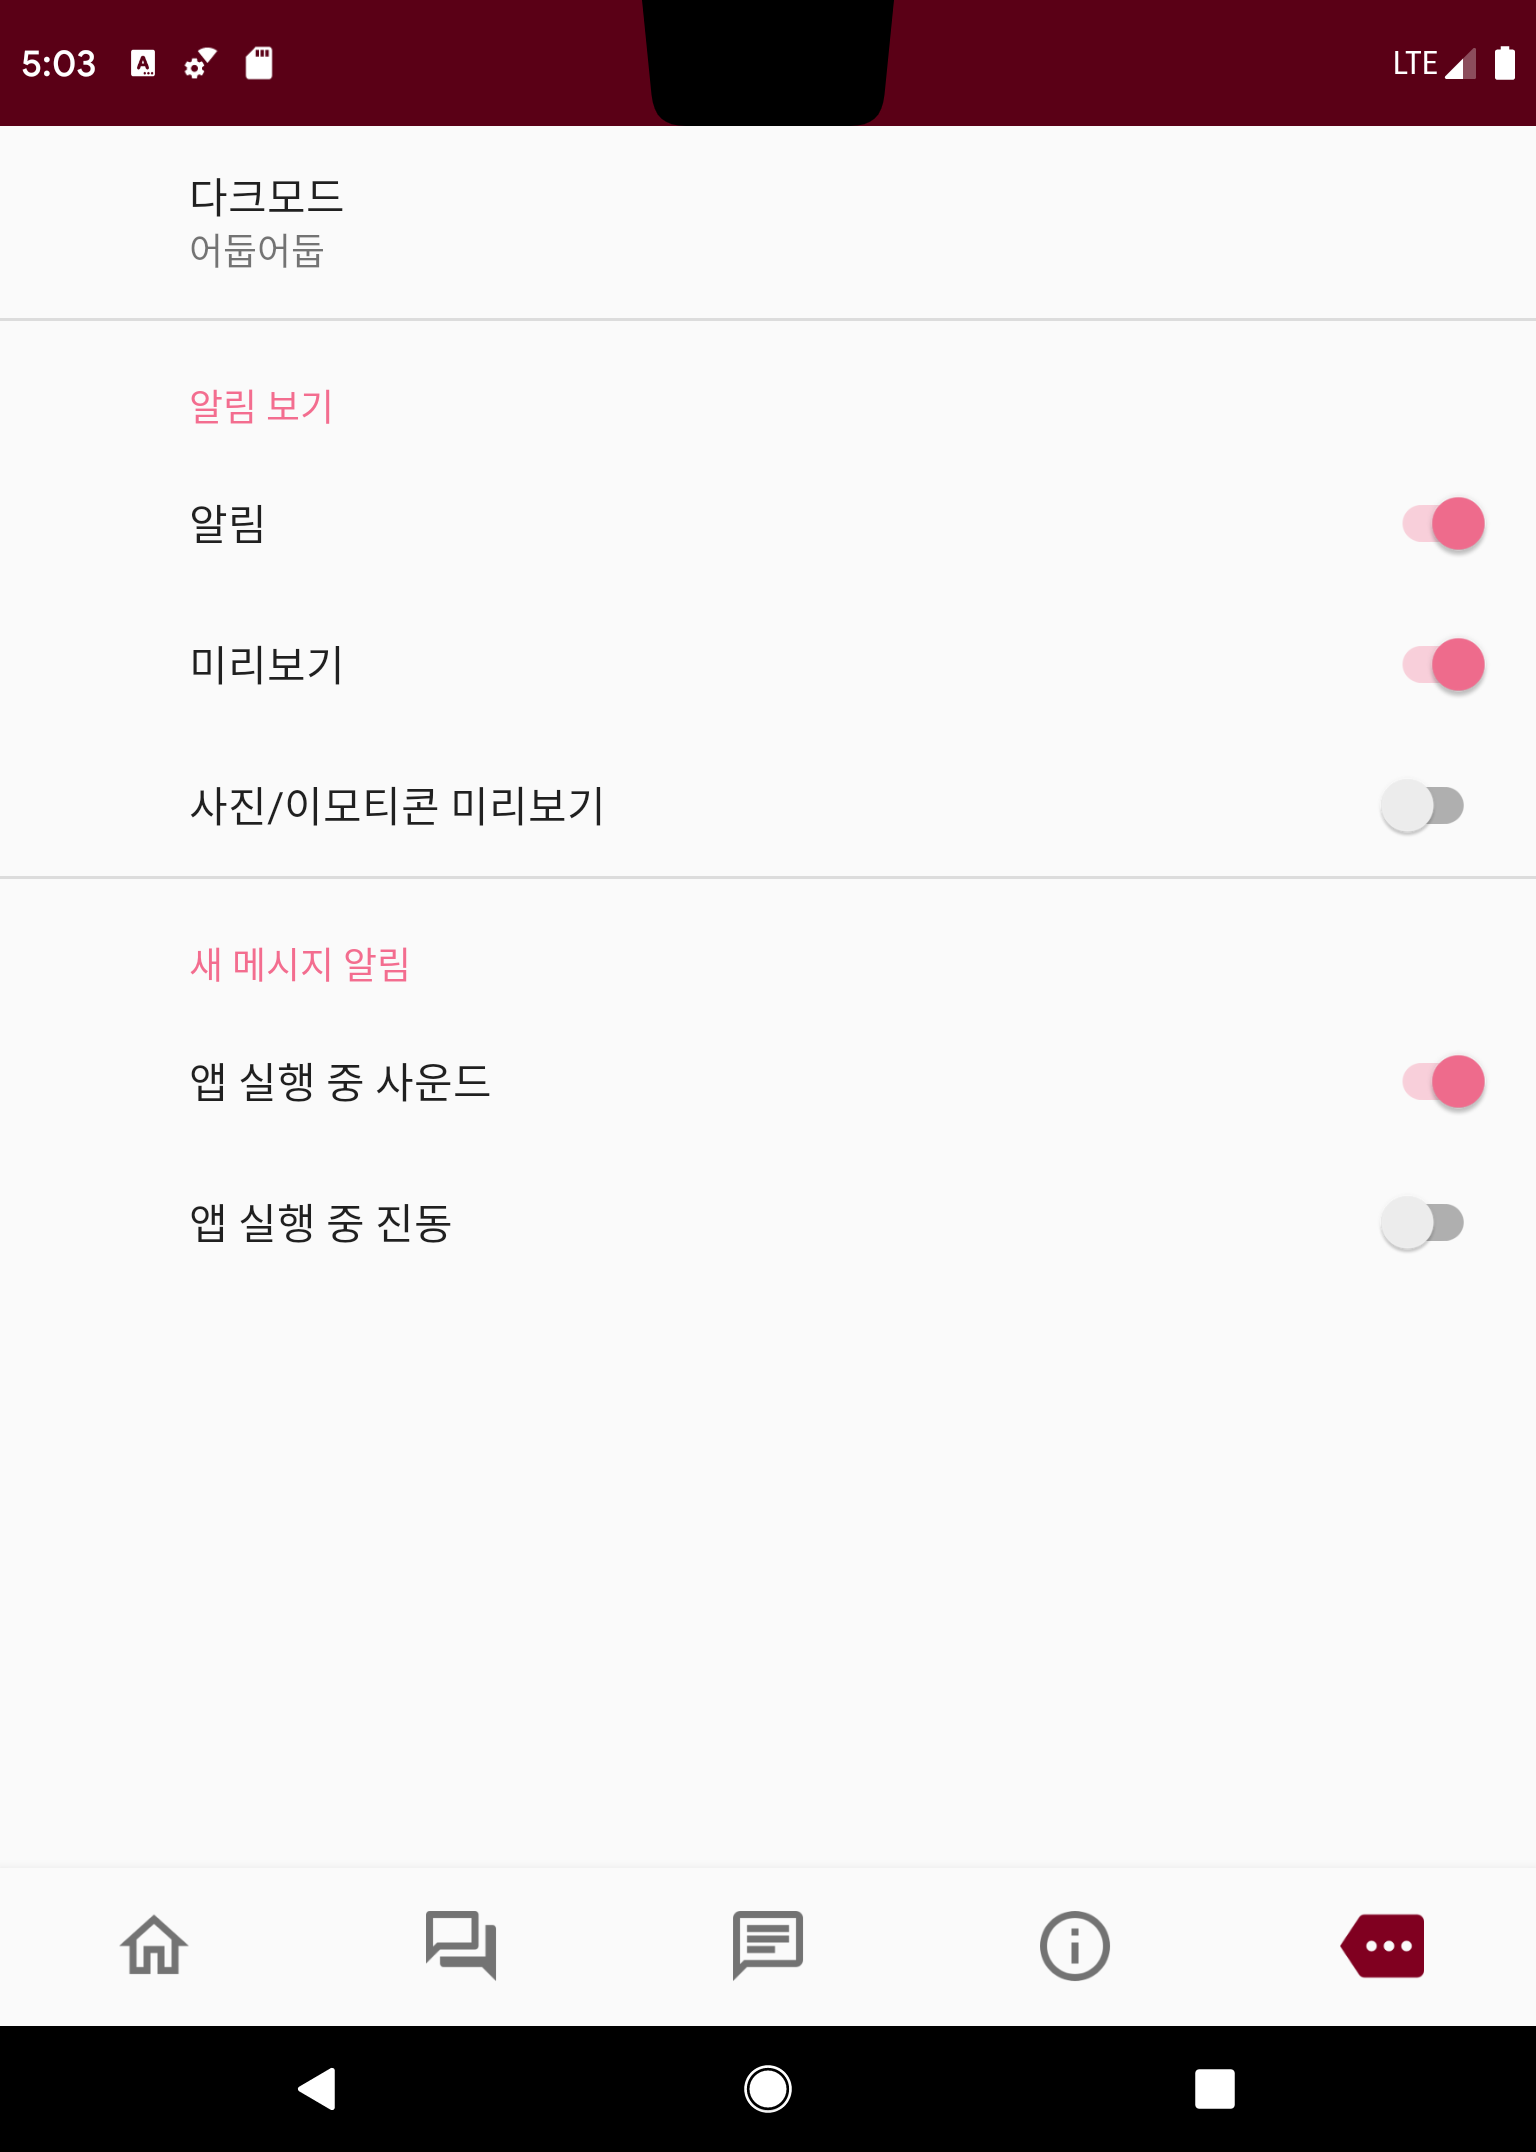 5:03
LTE
다크모드
어둡어둡
알림 보기
알림
미리보기
사진/이모티콘 미리보기
새 메시지 알림
앱 실행 중 사운드
앱 실행 중 진동